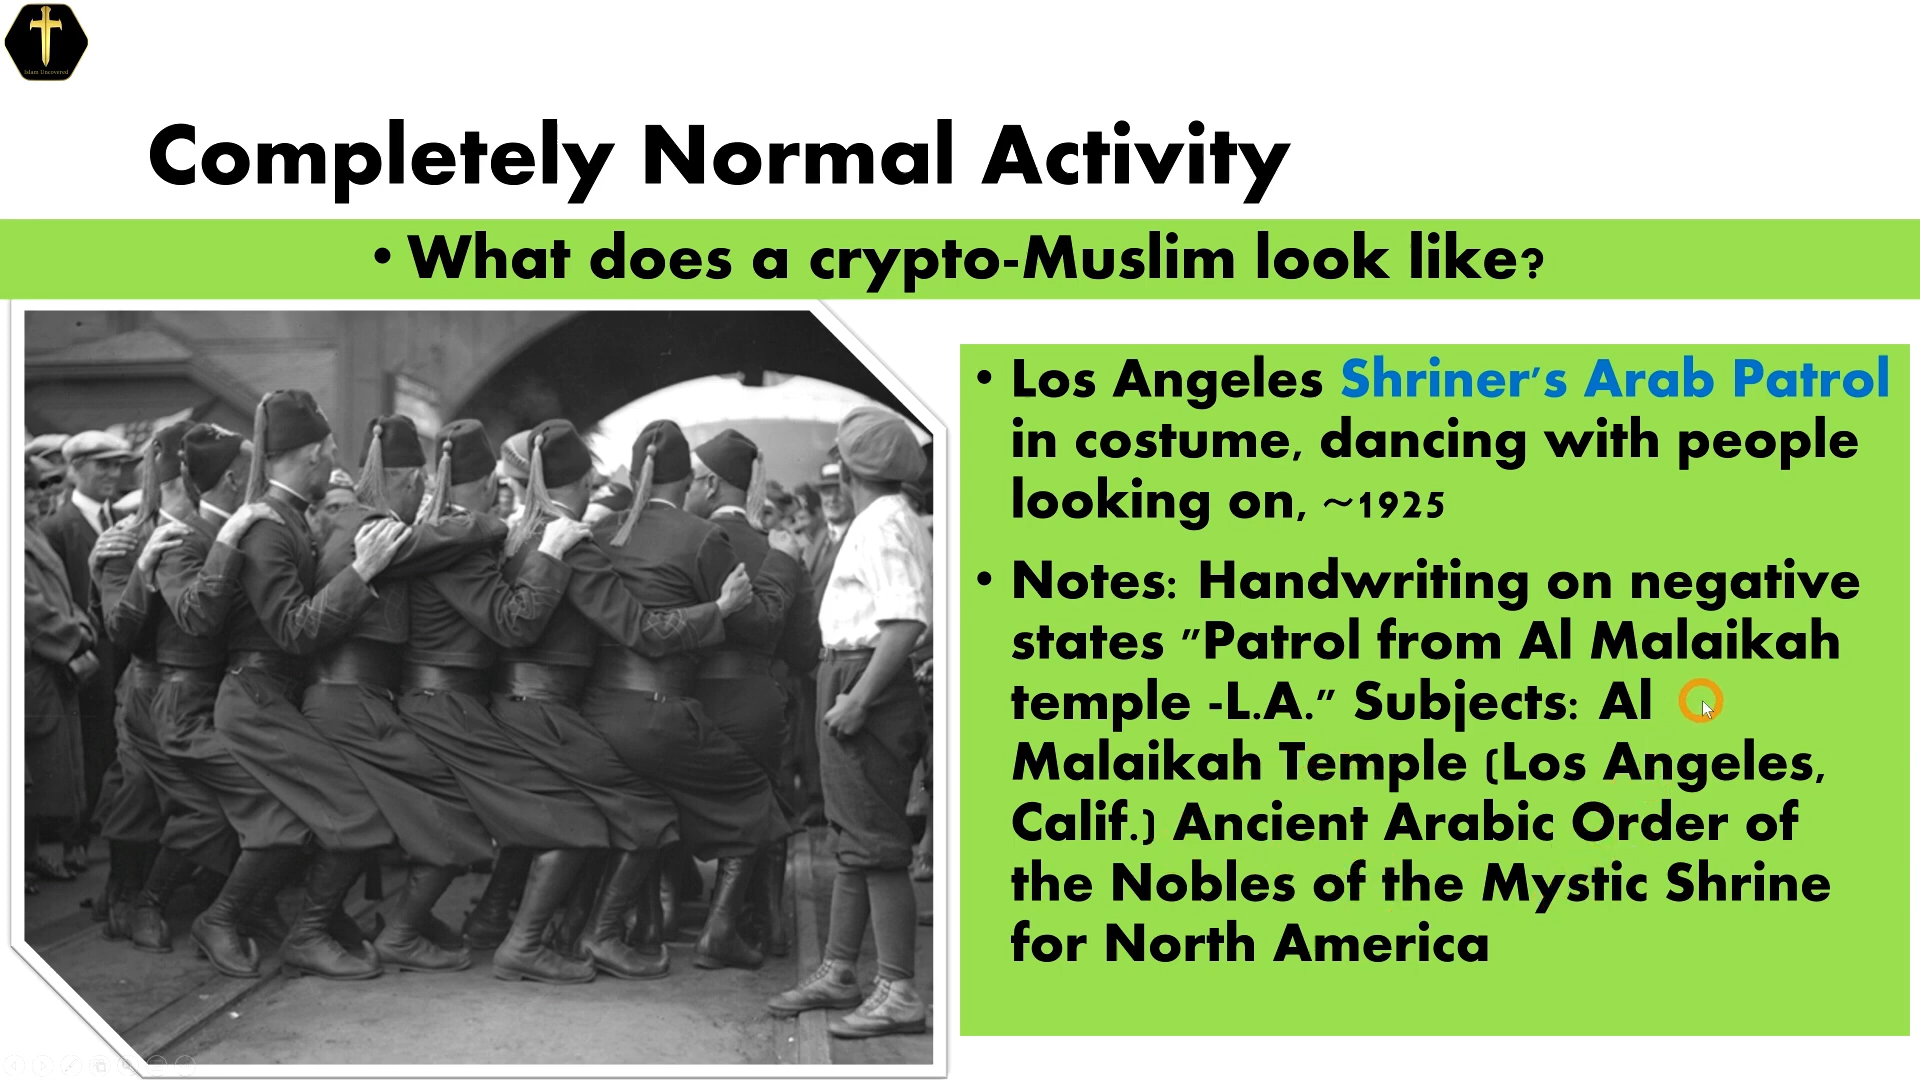 Islam Uncovered
Completely Normal Activity
• What does a crypto-Muslim look like?
• Los Angeles Shriner's Arab Patrol
in costume, dancing with people
looking on, ~1925
• Notes: Handwriting on negative
states "Patrol from Al Malaikah
temple -L.A." Subjects: Al
Malaikah Temple (Los Angeles,
Calif.) Ancient Arabic Order of
the Nobles of the Mystic Shrine
for North America